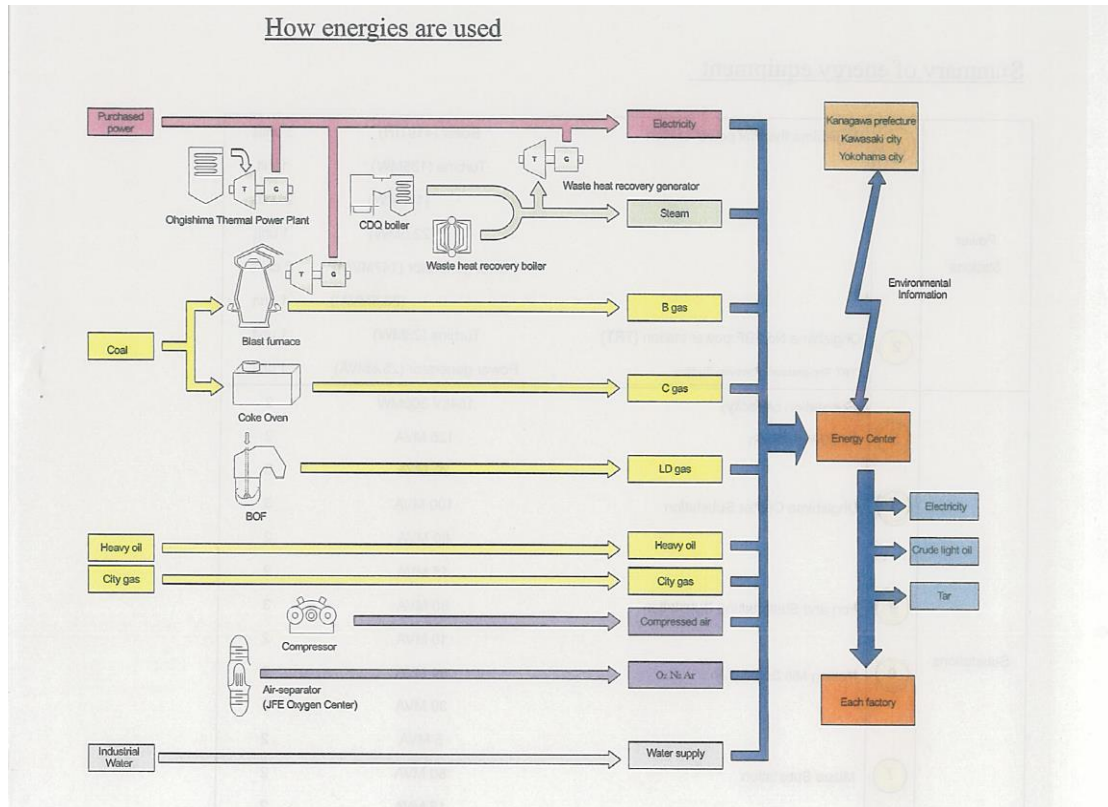 How energies are used
Purchased
power
Electricity
Kanagawa prefecture
Kawasaki city
Yokohama city
T
G
Ohgishima Thermal Power Plant
T
G
Waste heat recovery generator
CDQ boiler
Steam
Waste heat recovery boiler
T
G
Environmental
Information
B gas
Blast furnace
Coal
C gas
Coke Oven
Energy Center
LD gas
BOF
Electricity
Heavy oil
Heavy oil
Crude light oil
City gas
City gas
Tar
Compressed air
Compressor
O₂ N₂ Ar
Air-separator
(JFE Oxygen Center)
Each factory
Industrial
Water
Water supply